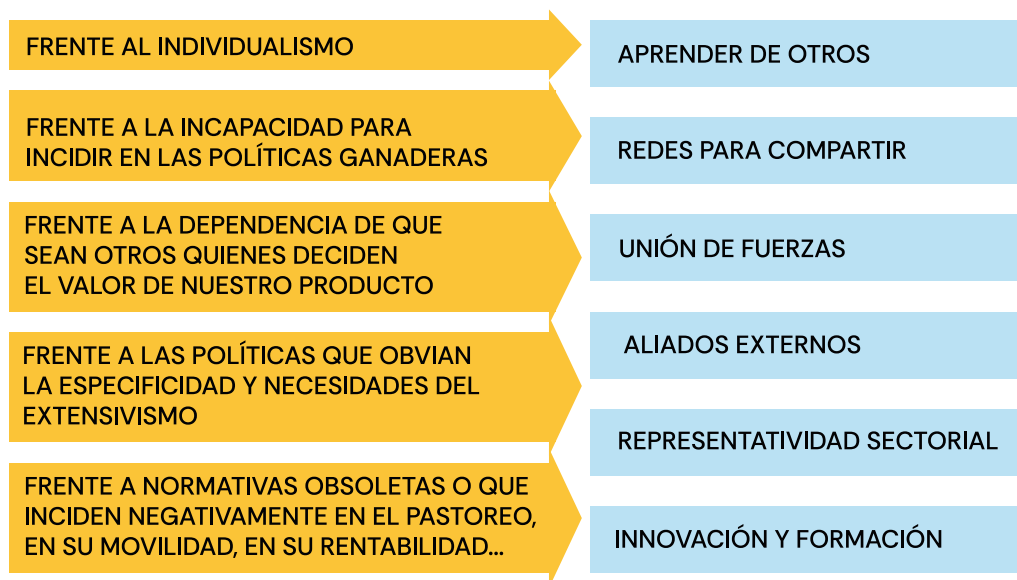 FRENTE AL INDIVIDUALISMO
FRENTE A LA INCAPACIDAD PARA
INCIDIR EN LAS POLÍTICAS GANADERAS
FRENTE A LA DEPENDENCIA DE QUE
SEAN OTROS QUIENES DECIDEN
EL VALOR DE NUESTRO PRODUCTO
FRENTE A LAS POLÍTICAS QUE OBVIAN
LA ESPECIFICIDAD Y NECESIDADES DEL
EXTENSIVISMO
FRENTE A NORMATIVAS OBSOLETAS O QUE
INCIDEN NEGATIVAMENTE EN EL PASTOREO,
EN SU MOVILIDAD, EN SU RENTABILIDAD...
APRENDER DE OTROS
REDES PARA COMPARTIR
UNIÓN DE FUERZAS
ALIADOS EXTERNOS
REPRESENTATIVIDAD SECTORIAL
INNOVACIÓN Y FORMACIÓN